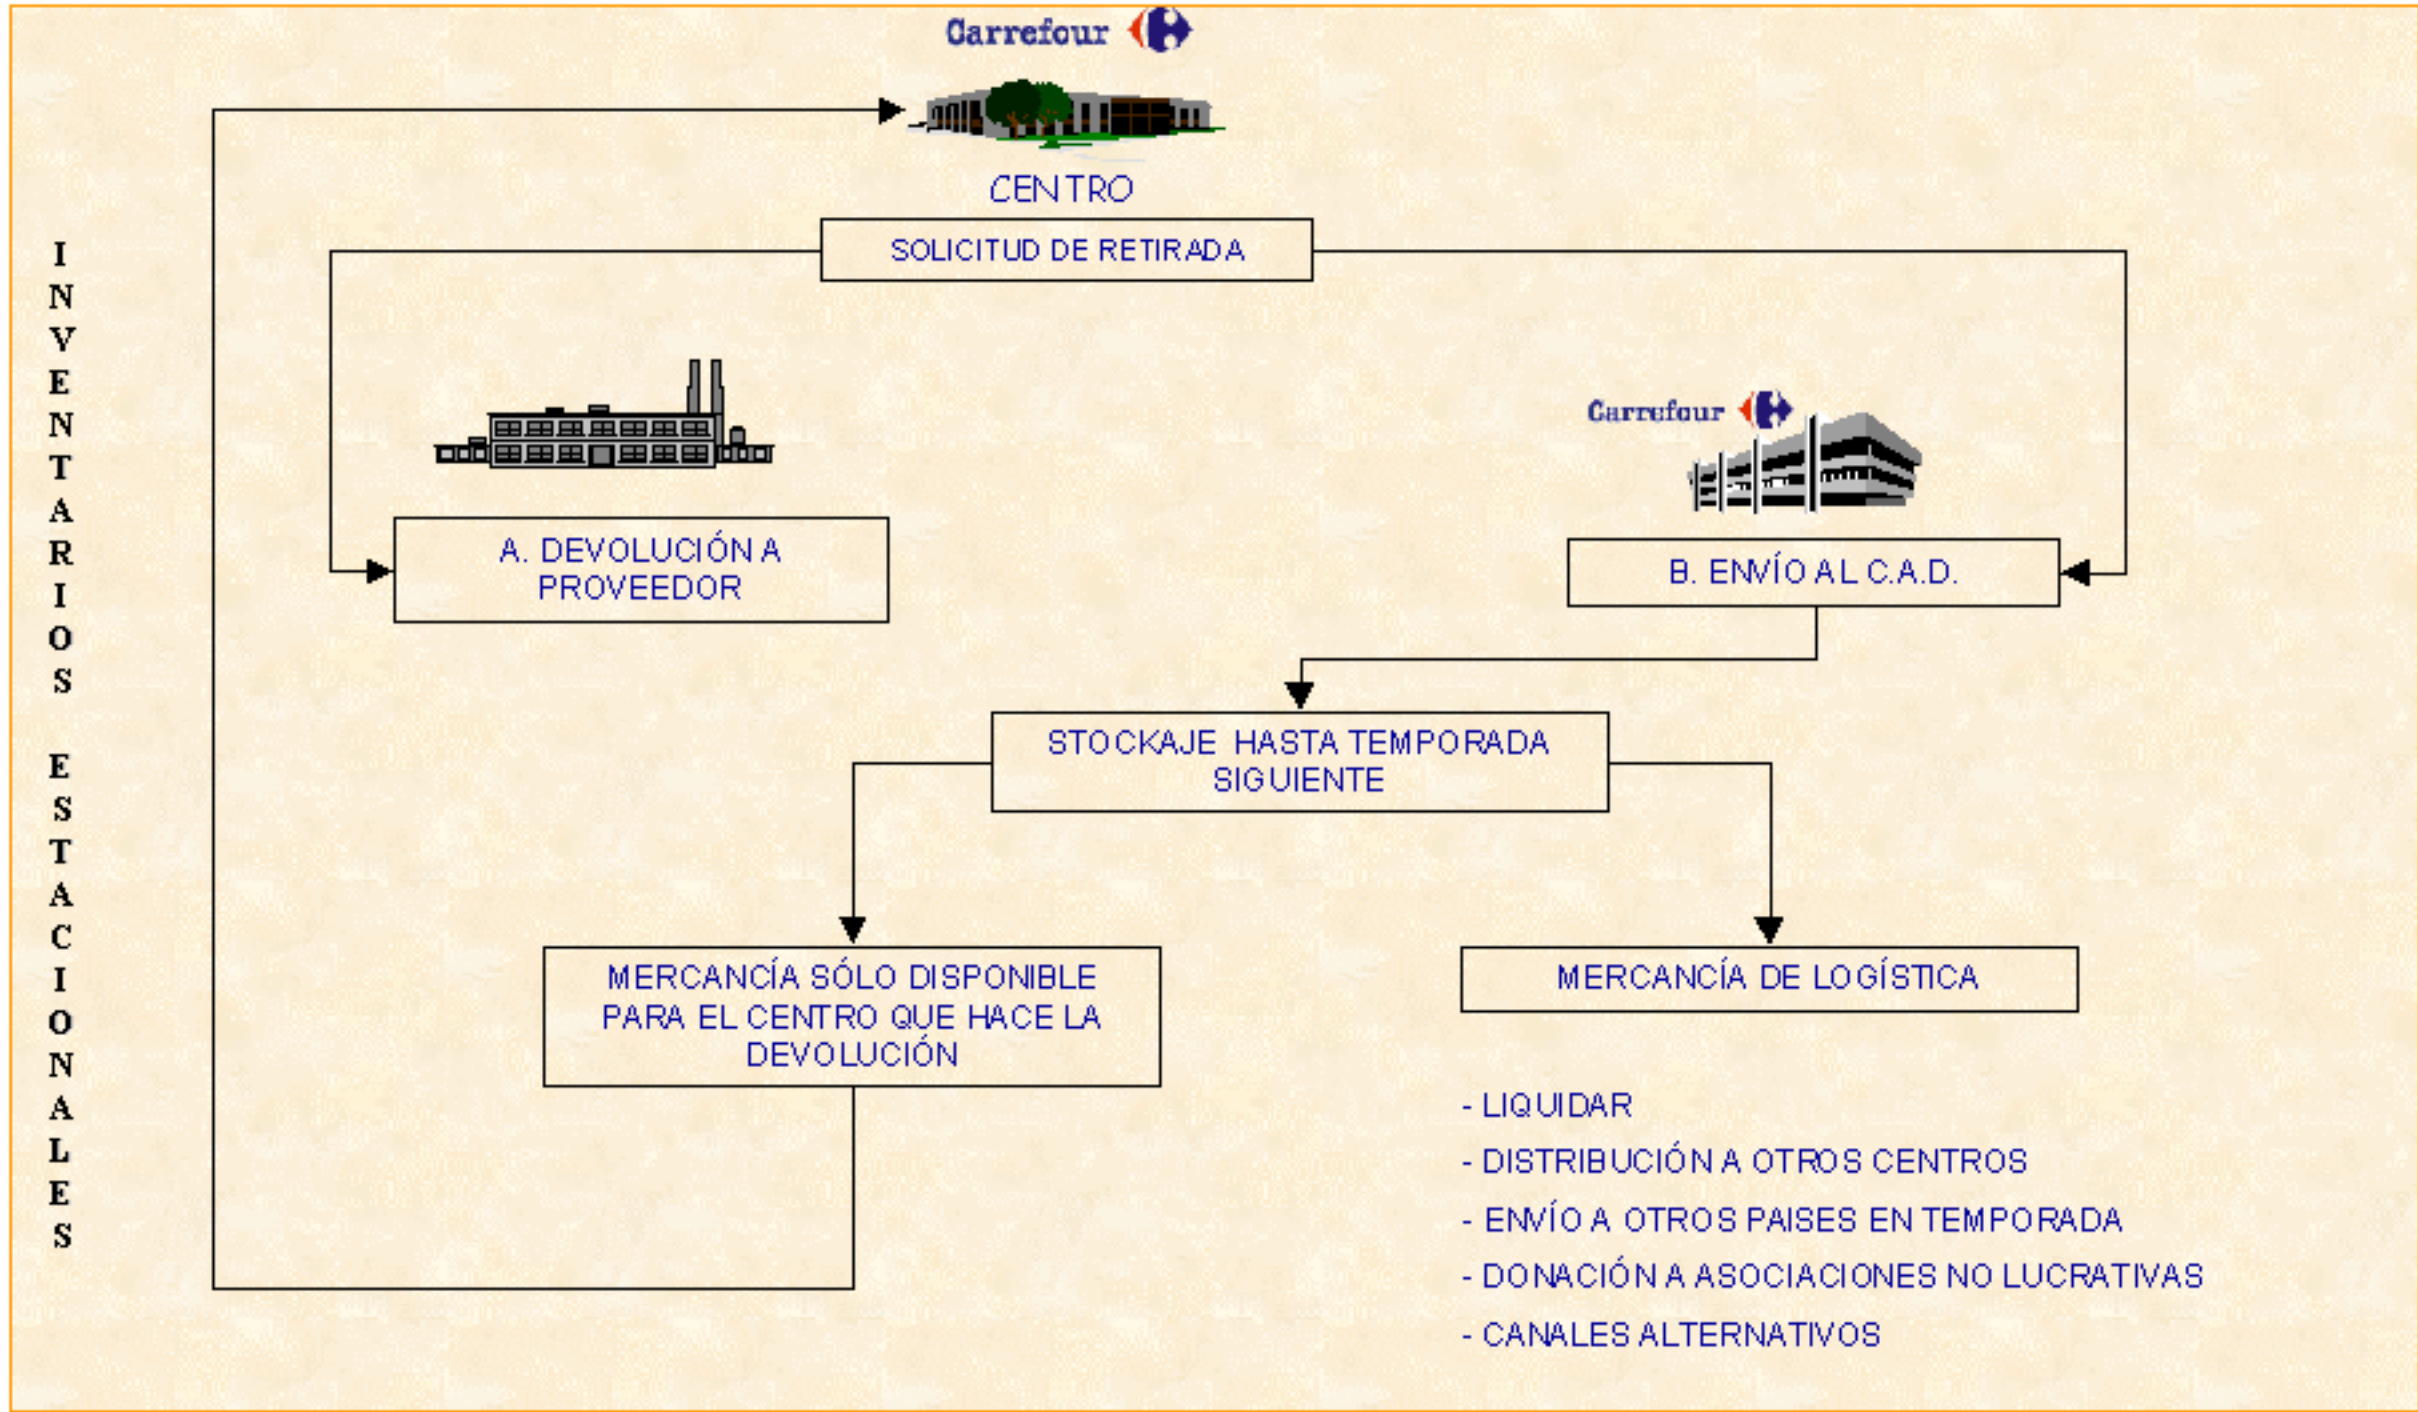 Carrefour
CENTRO
SOLICITUD DE RETIRADA
INVENTARIOS ESTACIONALES
A. DEVOLUCIÓN A
PROVEEDOR
Carrefour
B. ENVÍO AL C.A.D.
STOCKAJE HASTA TEMPORADA
SIGUIENTE
MERCANCÍA SÓLO DISPONIBLE
PARA EL CENTRO QUE HACE LA
DEVOLUCIÓN
MERCANCÍA DE LOGÍSTICA
- LIQUIDAR
- DISTRIBUCIÓN A OTROS CENTROS
- ENVÍO A OTROS PAISES EN TEMPORADA
- DONACIÓN A ASOCIACIONES NO LUCRATIVAS
- CANALES ALTERNATIVOS